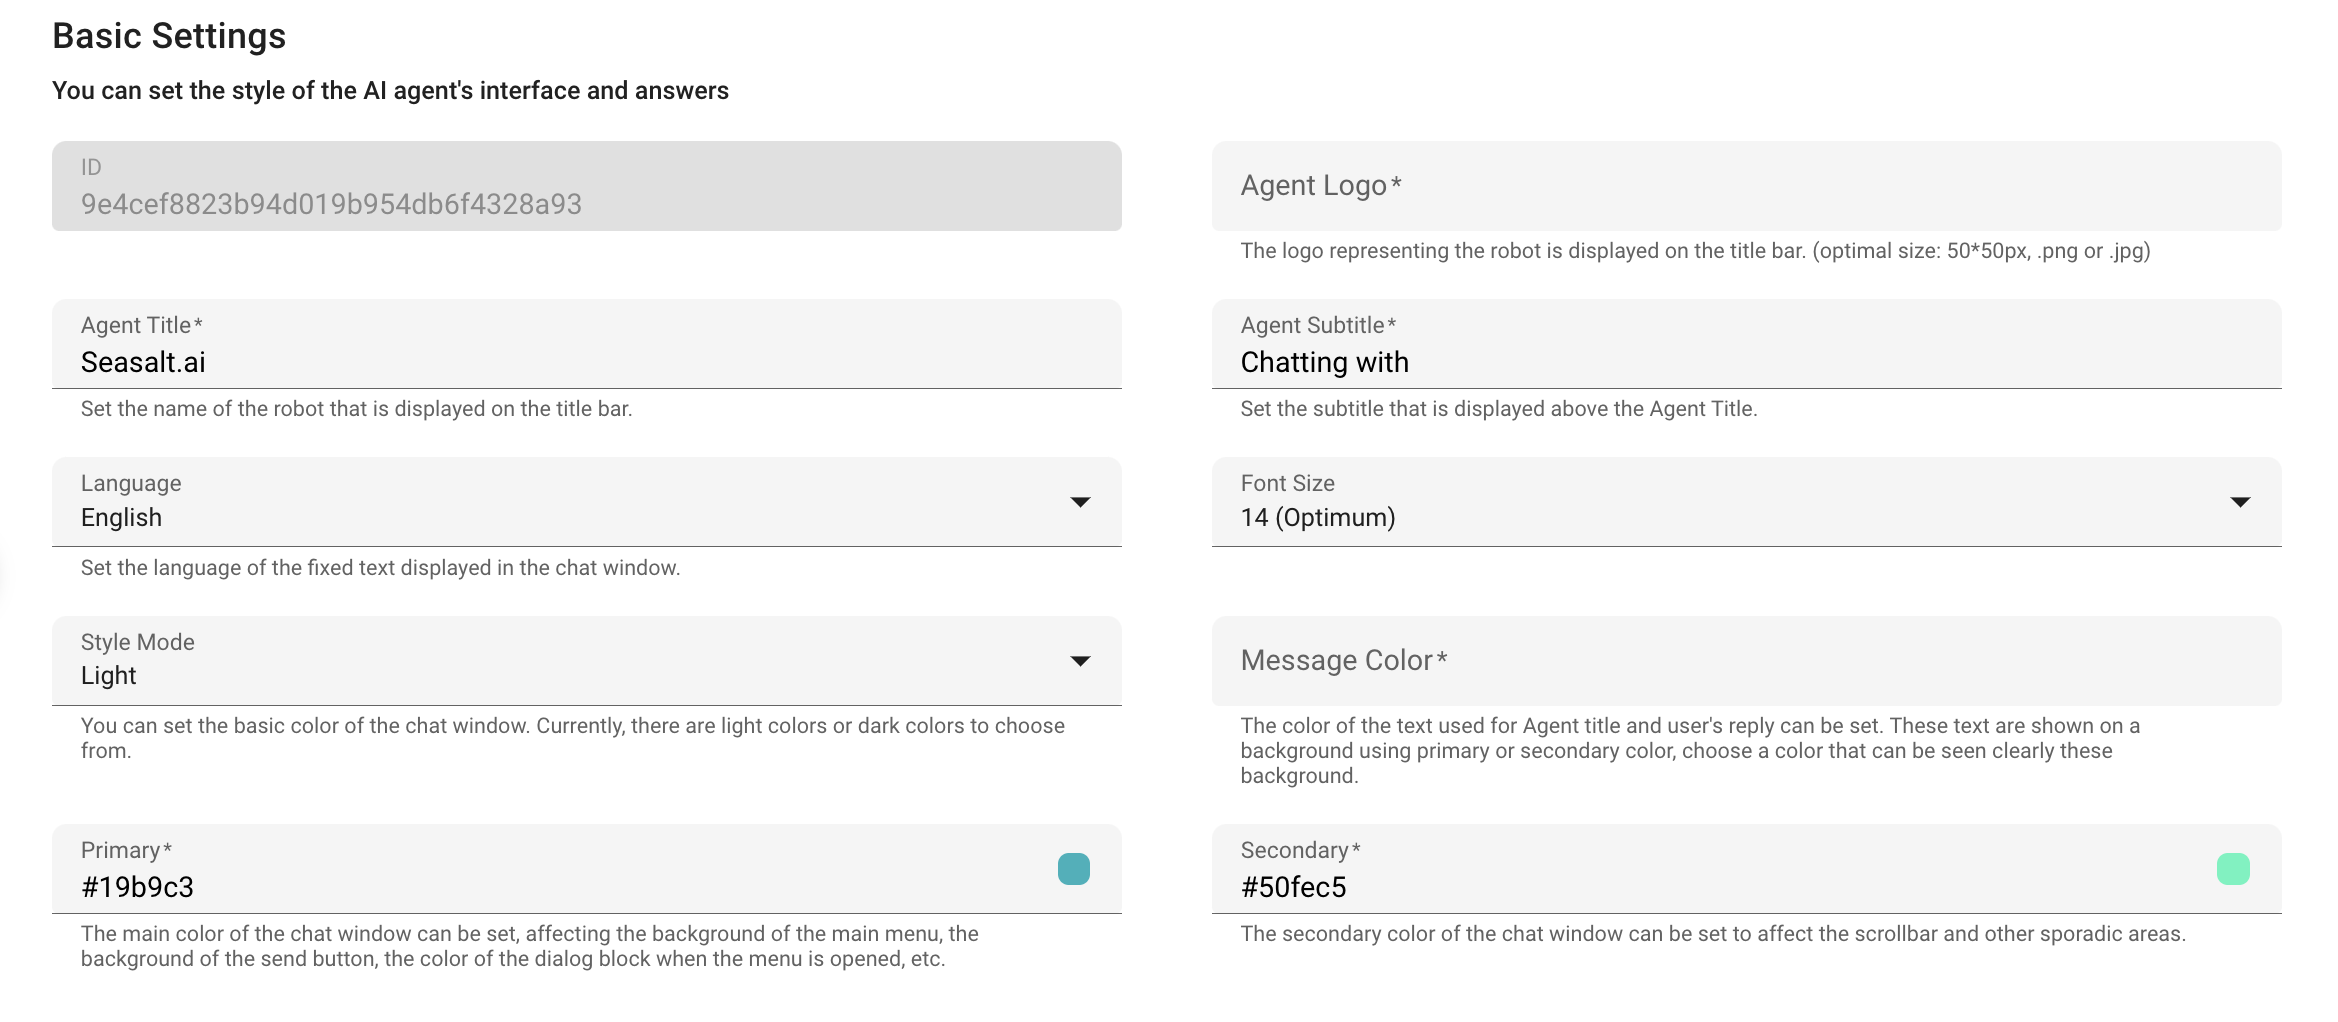 Basic Settings
You can set the style of the AI agent's interface and answers
ID
9e4cef8823b94d019b954db6f4328a93
Agent Logo*
The logo representing the robot is displayed on the title bar. (optimal size: 50*50px, .png or .jpg)
Agent Title*
Seasalt.ai
Set the name of the robot that is displayed on the title bar.
Agent Subtitle*
Chatting with
Set the subtitle that is displayed above the Agent Title.
Language
English
Set the language of the fixed text displayed in the chat window.
Font Size
14 (Optimum)
Style Mode
Light
You can set the basic color of the chat window. Currently, there are light colors or dark colors to choose
from.
Message Color*
The color of the text used for Agent title and user's reply can be set. These text are shown on a
background using primary or secondary color, choose a color that can be seen clearly these
background.
Primary*
#19b9c3
The main color of the chat window can be set, affecting the background of the main menu, the
background of the send button, the color of the dialog block when the menu is opened, etc.
Secondary*
#50fec5
The secondary color of the chat window can be set to affect the scrollbar and other sporadic areas.